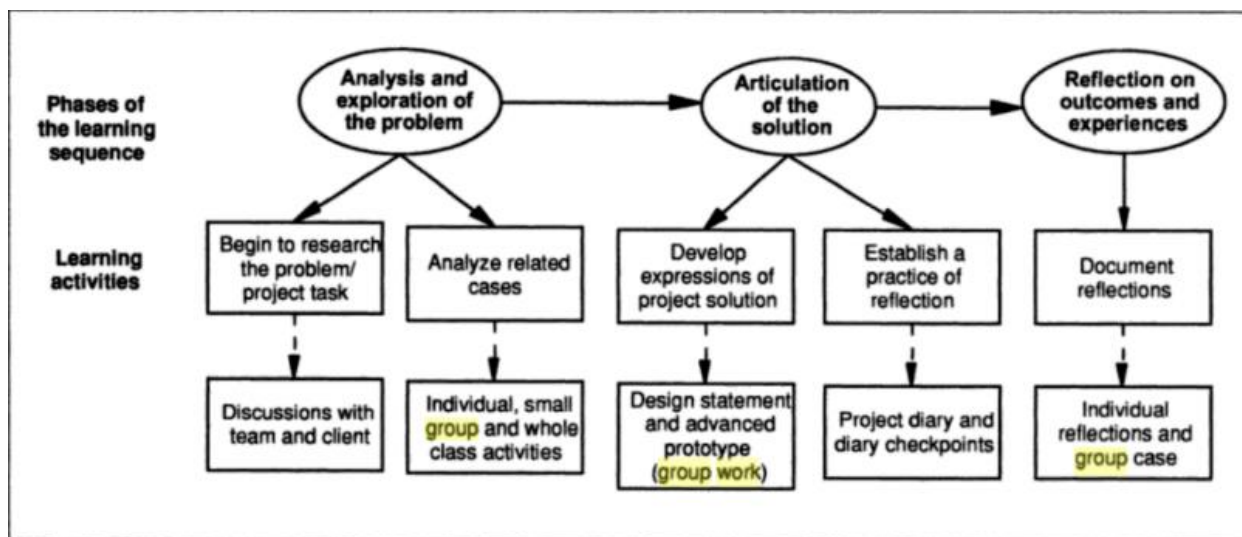 Phases of
the learning
sequence
Analysis and
exploration of
the problem
Articulation
of the
solution
Reflection on
outcomes and
experiences
Learning
activities
Begin to research
the problem/
project task
Analyze related
cases
Develop
expressions of
project solution
Establish a
practice of
reflection
Document
reflections
Discussions with
team and client
Individual, small
group and whole
class activities
Design statement
and advanced
prototype
(group work)
Project diary and
diary checkpoints
Individual
reflections and
group case